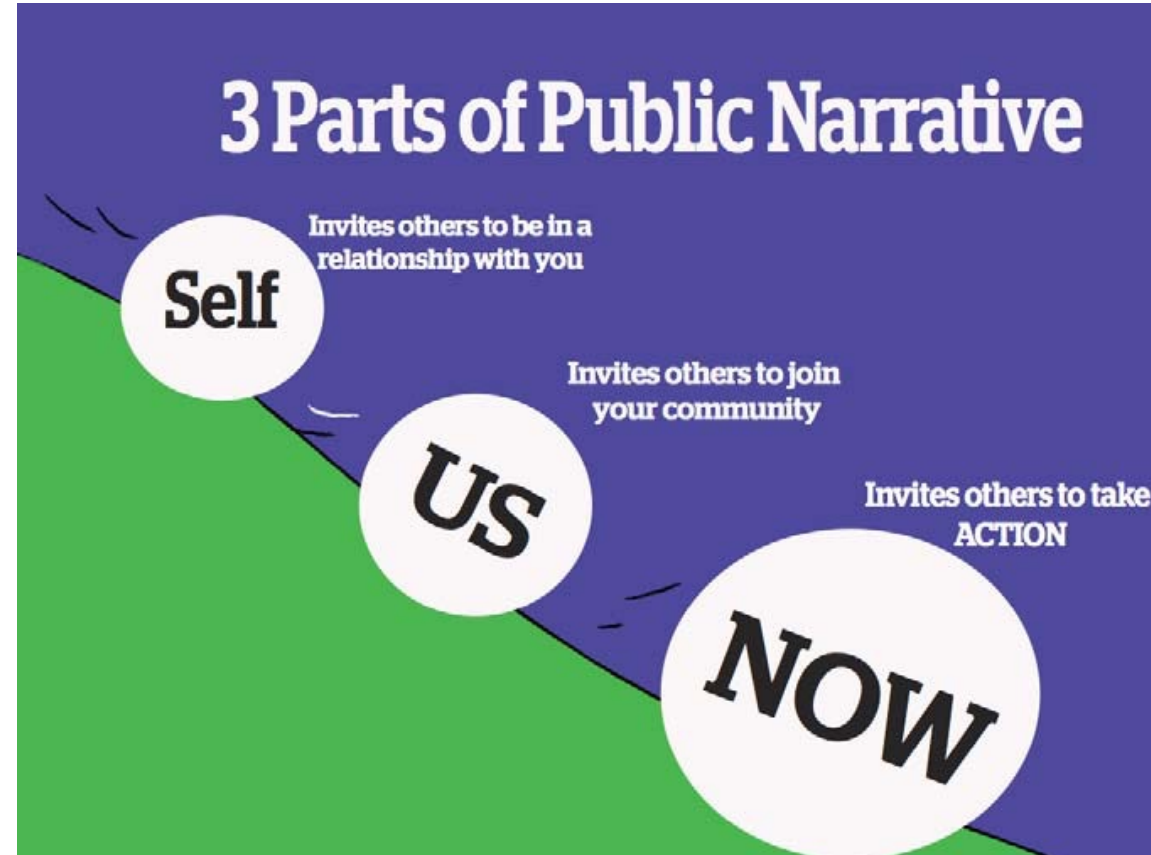 3 Parts of Public Narrative
Self
Invites others to be in a
relationship with you
US
Invites others to join
your community
NOW
Invites others to take
ACTION